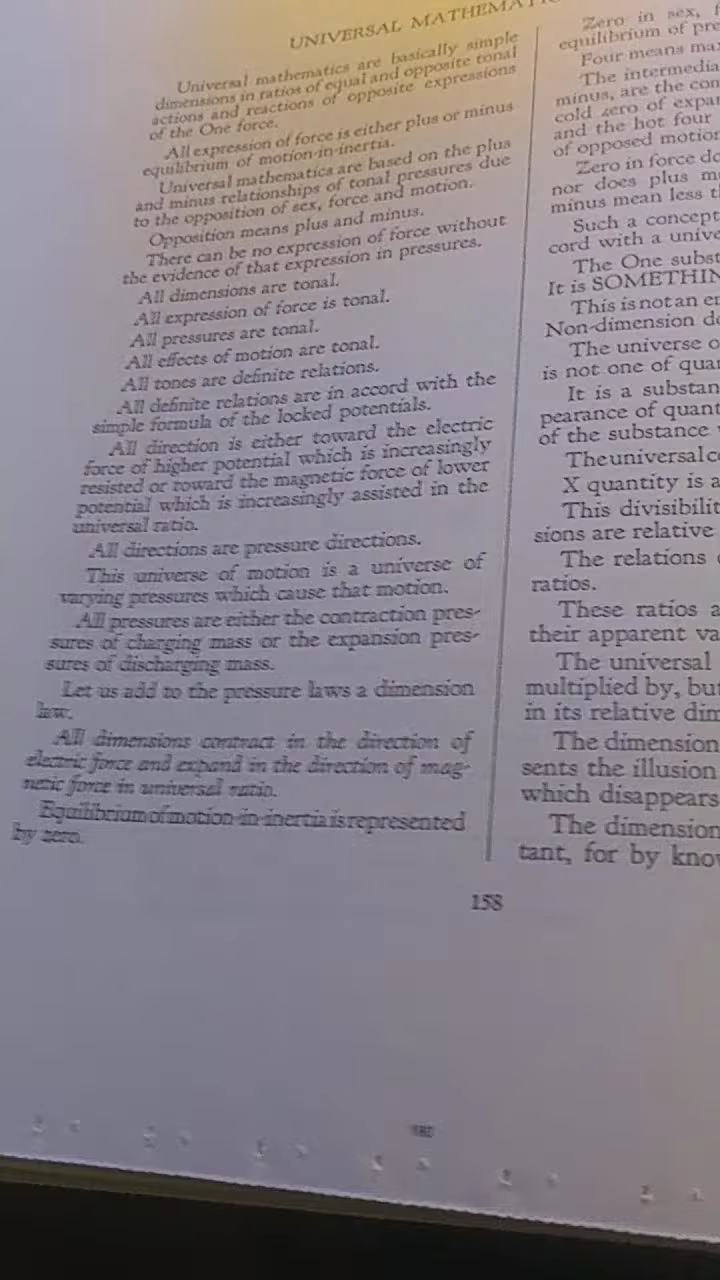 UNIVERSAL MATHEMA
Universal mathematics are basically simple
dimensions in ratios of equal and opposite tonal
actions and reactions of opposite expressions
of the One force.
All expression of force is either plus or minus
equilibrium of motion-in-inertia.
Universal mathematics are based on the plus
and minus relationships of tonal pressures due
to the opposition of sex, force and motion.
Opposition means plus and minus.
There can be no expression of force without
the evidence of that expression in pressures.
All dimensions are tonal.
All expression of force is tonal.
All pressures are tonal.
All effects of motion are tonal.
All tones are definite relations.
All definite relations are in accord with the
simple formula of the locked potentials.
All direction is either toward the electric
force of higher potential which is increasingly
resisted or toward the magnetic force of lower
potential which is increasingly assisted in the
universal ratio.
All directions are pressure directions.
This universe of motion is a universe of
varying pressures which cause that motion.
All pressures are either the contraction pres-
sures of charging mass or the expansion pres-
sures of discharging mass.
Let us add to the pressure laws a dimension
law.
All dimensions contract in the direction of
electric force and expand in the direction of mag-
netic force in universal ratio.
Equilibrium of motion-in-inertia is represented
by zero.
Zero in sex,
equilibrium of pre
Four means ma
The intermedia
minus, are the con
cold zero of expa
and the hot four
of opposed motion
Zero in force do
nor does plus m
minus mean less t
Such a concept
cord with a unive
The One subst
It is SOMETHIN
This is not an en
Non-dimension do
The universe o
is not one of quan
It is a substan
pearance of quant
of the substance
The universal c
X quantity is a
This divisibilit
sions are relative
The relations
ratios.
These ratios a
their apparent va
The universal
multiplied by, but
in its relative dim
The dimension
sents the illusion
which disappears
The dimension
tant, for by know
158